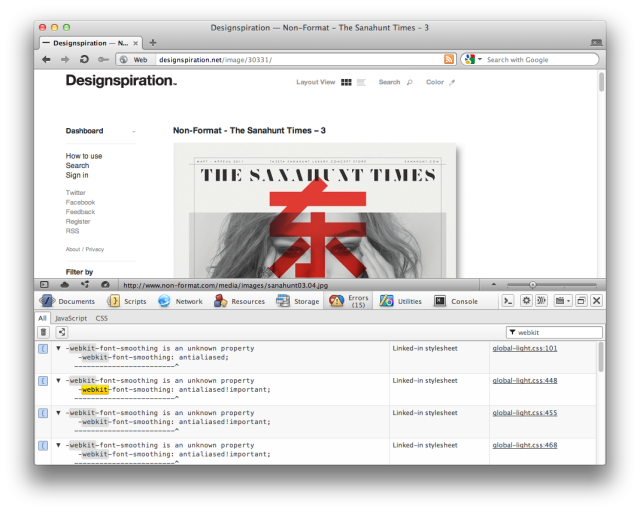 Designspiration — Non-Format – The Sanahunt Times – 3
Designspiration — N...
Web designspiration.net/image/30331/ Search with Google
Designspiration
Layout View Search Color
Dashboard
Non-Format - The Sanahunt Times – 3
How to use
Search
Sign in
Twitter
Facebook
Feedback
Register
RSS
About / Privacy
Filter by
THE SANAHUNT TIMES
http://www.non-format.com/media/images/sanahunt03.04.jpg
Documents Scripts Network Resources Storage Errors (15) Utilities Console
All JavaScript CSS
webkit
-webkit-font-smoothing is an unknown property Linked-in stylesheet global-light.css:101
-webkit-font-smoothing: antialiased;
-------------------------^
-webkit-font-smoothing is an unknown property Linked-in stylesheet global-light.css:448
-webkit-font-smoothing: antialiased!important;
-------------------------^
-webkit-font-smoothing is an unknown property Linked-in stylesheet global-light.css:455
-webkit-font-smoothing: antialiased!important;
-------------------------^
-webkit-font-smoothing is an unknown property Linked-in stylesheet global-light.css:468
-webkit-font-smoothing: antialiased!important;
-------------------------^